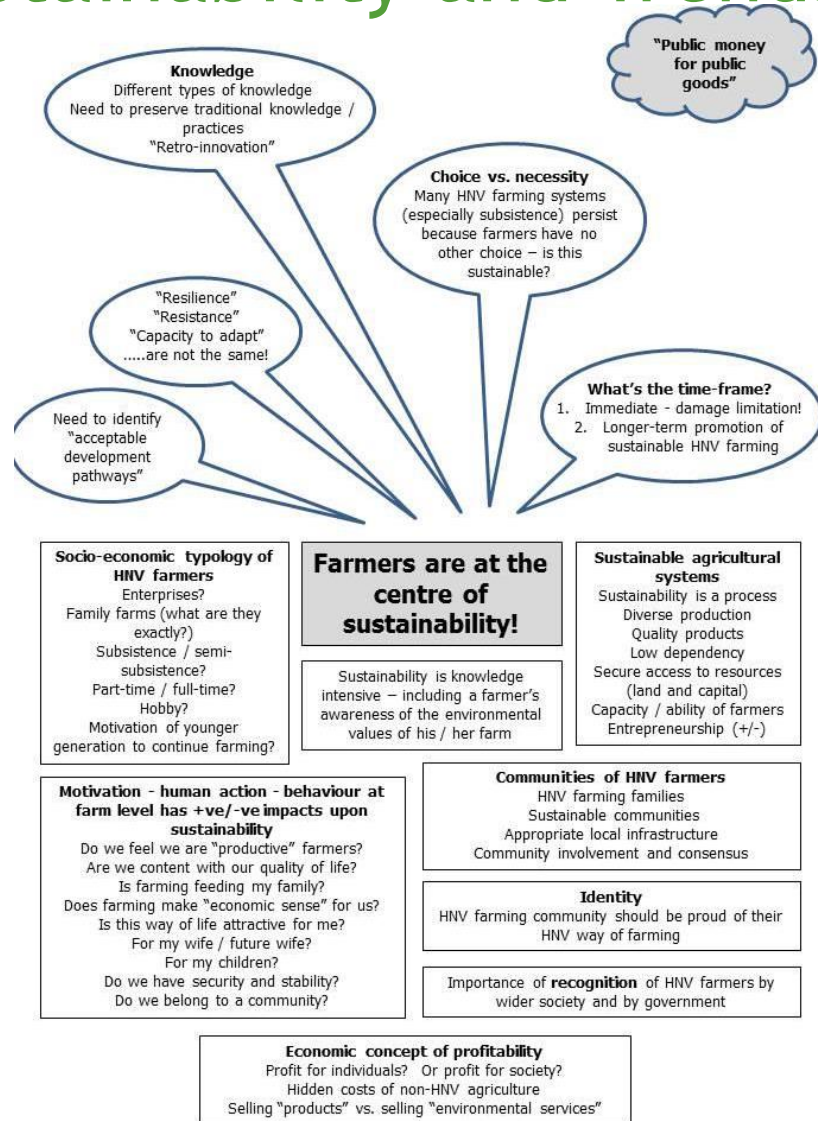 "Public money
for public
goods"
Knowledge
Different types of knowledge
Need to preserve traditional knowledge /
practices
"Retro-innovation"
Choice vs. necessity
Many HNV farming systems
(especially subsistence) persist
because farmers have no
other choice – is this
sustainable?
"Resilience"
"Resistance"
"Capacity to adapt"
.....are not the same!
What's the time-frame?
1. Immediate - damage limitation!
2. Longer-term promotion of
sustainable HNV farming
Need to identify
"acceptable
development
pathways"
Socio-economic typology of
HNV farmers
Enterprises?
Family farms (what are they
exactly?)
Subsistence / semi-
subsistence?
Part-time / full-time?
Hobby?
Motivation of younger
generation to continue farming?
Farmers are at the
centre of
sustainability!
Sustainability is knowledge
intensive – including a farmer's
awareness of the environmental
values of his / her farm
Sustainable agricultural
systems
Sustainability is a process
Diverse production
Quality products
Low dependency
Secure access to resources
(land and capital)
Capacity / ability of farmers
Entrepreneurship (+/-)
Motivation - human action - behaviour at
farm level has +ve/-ve impacts upon
sustainability
Do we feel we are "productive" farmers?
Are we content with our quality of life?
Is farming feeding my family?
Does farming make "economic sense" for us?
Is this way of life attractive for me?
For my wife / future wife?
For my children?
Do we have security and stability?
Do we belong to a community?
Communities of HNV farmers
HNV farming families
Sustainable communities
Appropriate local infrastructure
Community involvement and consensus
Identity
HNV farming community should be proud of their
HNV way of farming
Importance of recognition of HNV farmers by
wider society and by government
Economic concept of profitability
Profit for individuals? Or profit for society?
Hidden costs of non-HNV agriculture
Selling "products" vs. selling "environmental services"